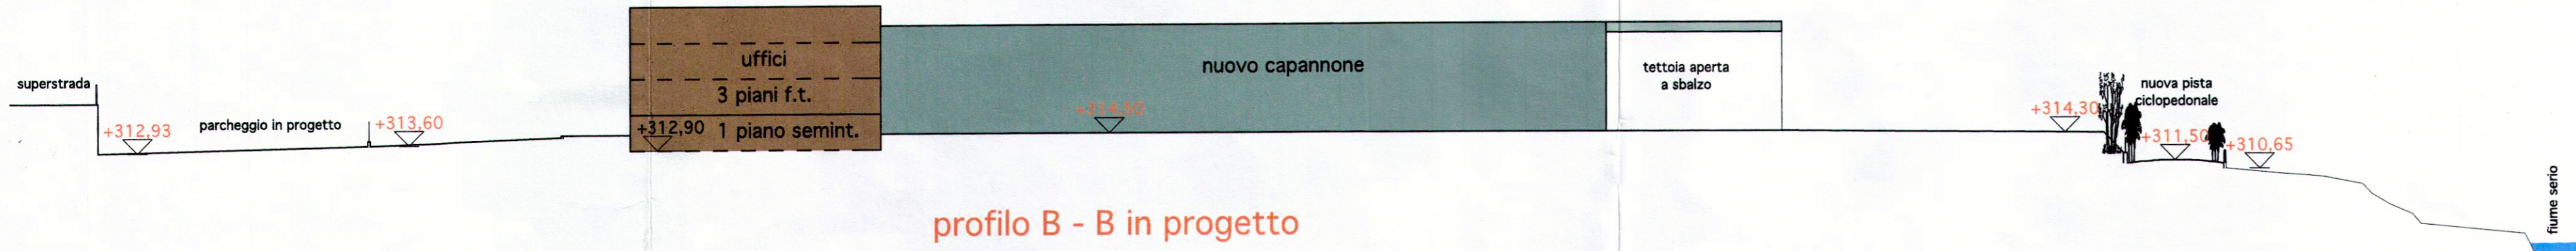 superstrada
+312,93
parcheggio in progetto
+313,60
uffici
3 piani f.t.
+312,90
1 piano semint.
nuovo capannone
+314,50
tettoia aperta
a sbalzo
+314,30
nuova pista
ciclopedonale
+311,50
+310,65
fiume serio
profilo B - B in progetto